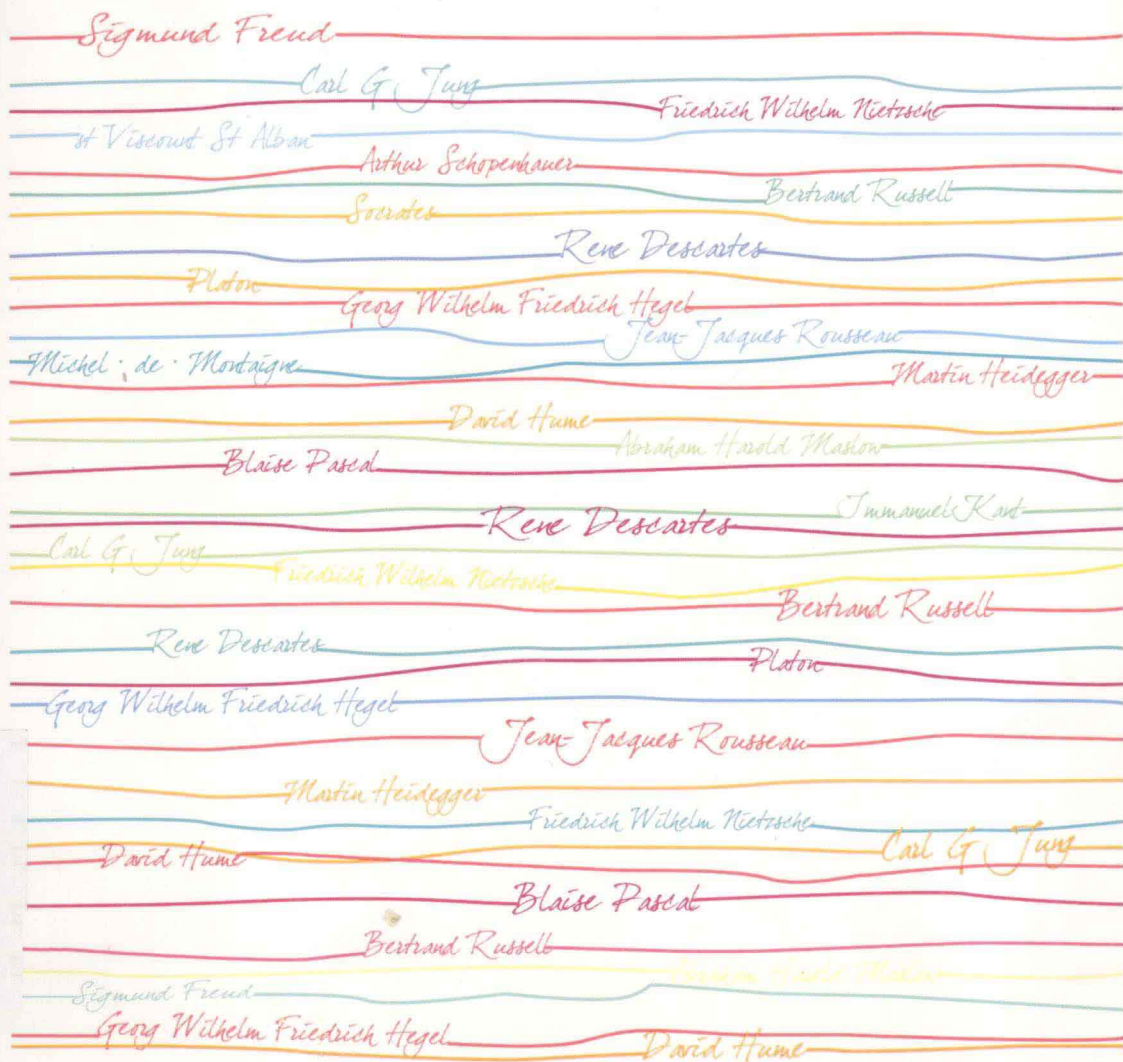 Sigmund Freud
Carl G Jung
Friedrich Wilhelm Nietzsche
st Viscount St Alban
Arthur Schopenhauer
Bertrand Russell
Socrates
Rene Descartes
Platon
Georg Wilhelm Friedrich Hegel
Jean-Jacques Rousseau
Michel · de · Montaigne
Martin Heidegger
David Hume
Abraham Harold Maslow
Blaise Pascal
Immanuel Kant
Rene Descartes
Carl G Jung
Friedrich Wilhelm Nietzsche
Bertrand Russell
Rene Descartes
Platon
Georg Wilhelm Friedrich Hegel
Jean-Jacques Rousseau
Martin Heidegger
Friedrich Wilhelm Nietzsche
Carl G Jung
David Hume
Blaise Pascal
Bertrand Russell
Harold Maslow
Sigmund Freud
Georg Wilhelm Friedrich Hegel
David Hume